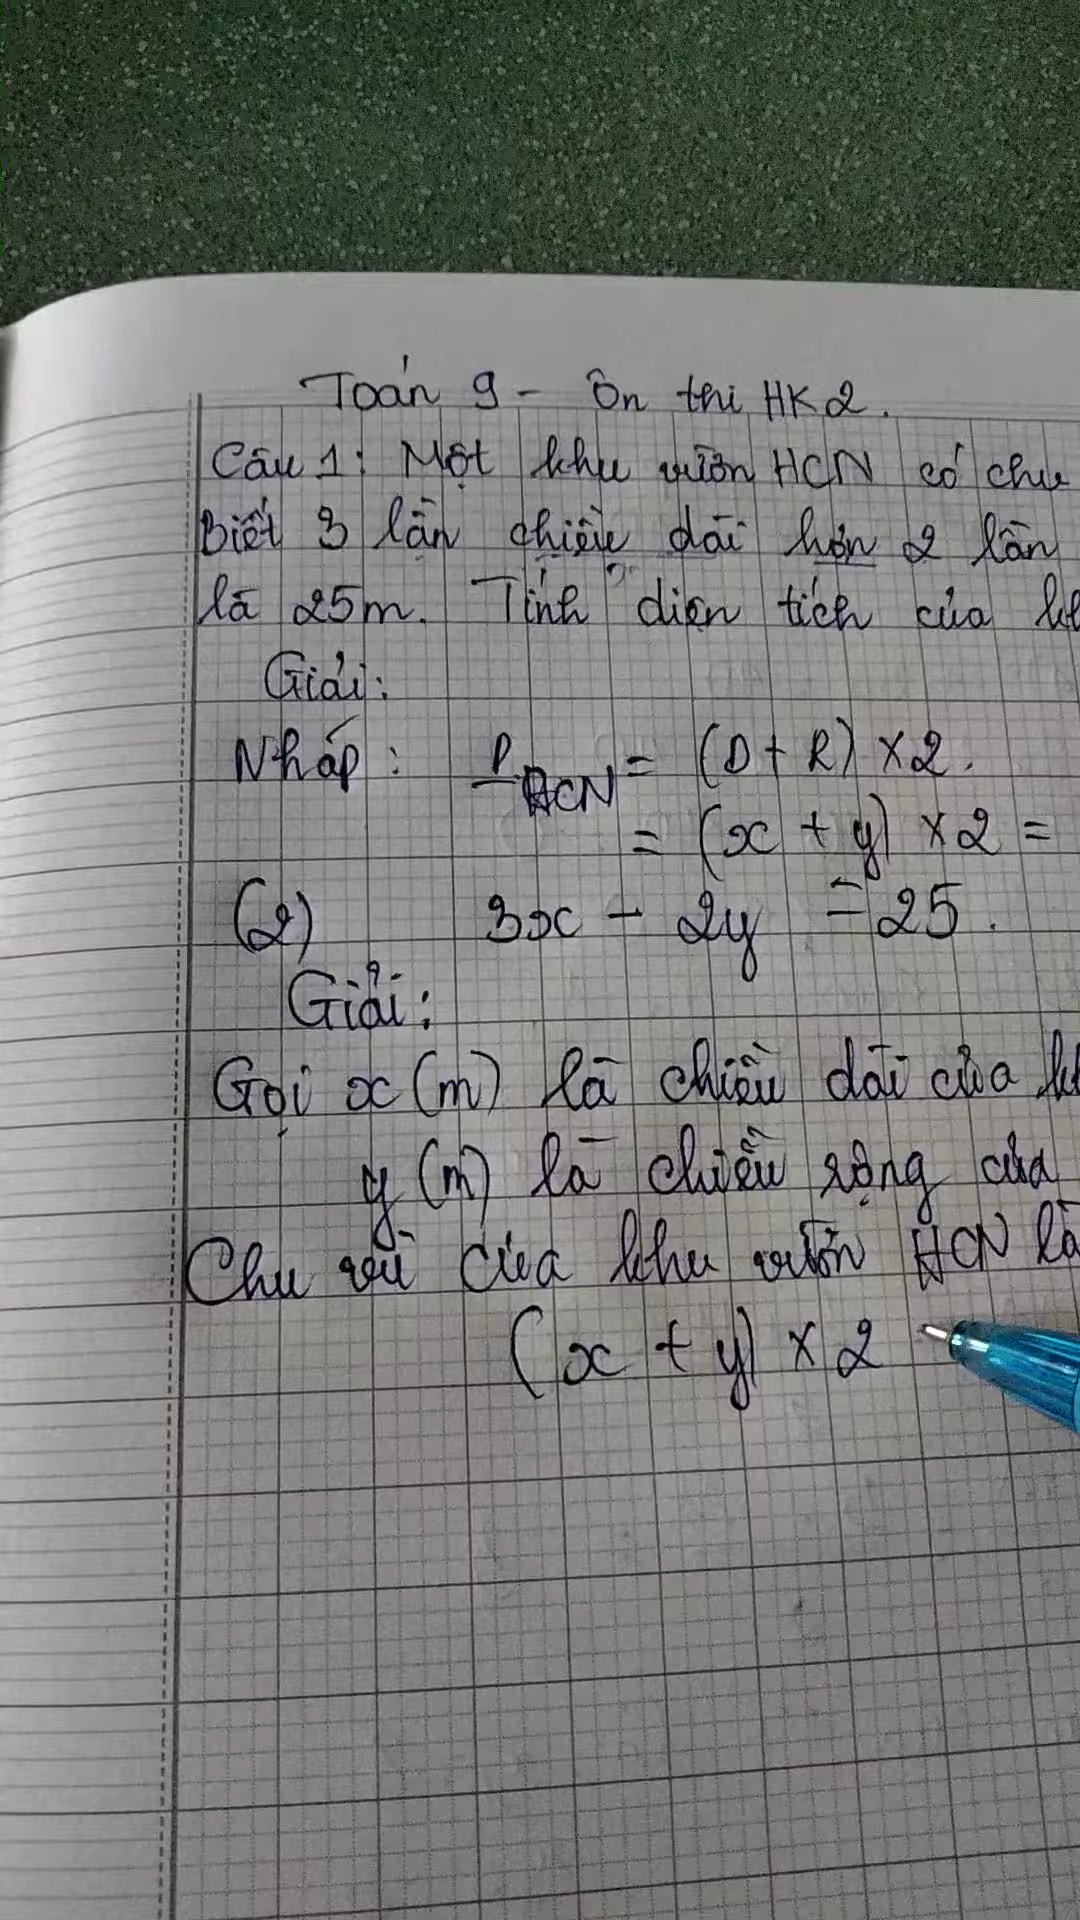 Toán 9 - Ôn thi HK2.
Câu 1: Một khu vườn HCN có chu
Biết 3 lần chiều dài hơn 2 lần
là 25m. Tính diện tích của
Giải:
Nháp: P HCN = (D + R) × 2.
= (x + y) × 2 =
(2) 3x - 2y = 25.
Giải:
Gọi x (m) là chiều dài của
y (m) là chiều rộng của
Chu vi của khu vườn HCN là
(x + y) × 2